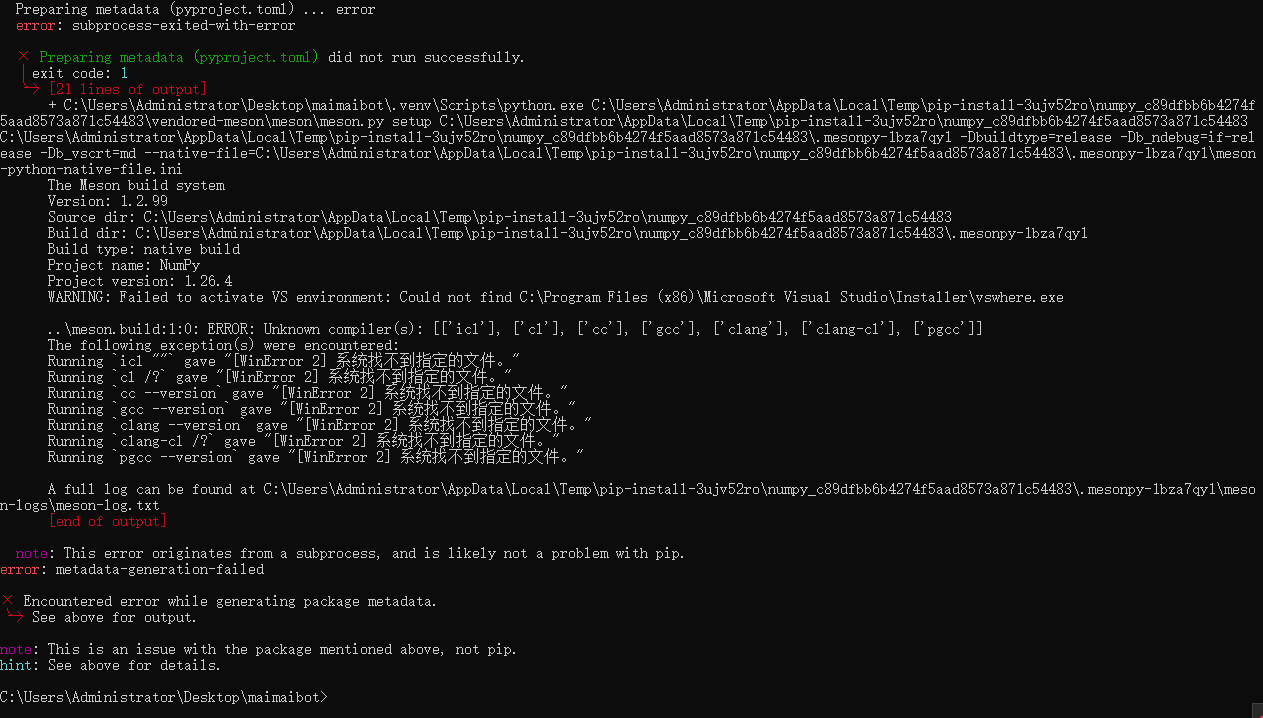 Preparing metadata (pyproject.toml) ... error
error: subprocess-exited-with-error
× Preparing metadata (pyproject.toml) did not run successfully.
│ exit code: 1
╰─> [21 lines of output]
+ C:\Users\Administrator\Desktop\maimaibot\.venv\Scripts\python.exe C:\Users\Administrator\AppData\Local\Temp\pip-install-3ujv52ro\numpy_c89dfbb6b4274f
5aad8573a871c54483\vendored-meson\meson\meson.py setup C:\Users\Administrator\AppData\Local\Temp\pip-install-3ujv52ro\numpy_c89dfbb6b4274f5aad8573a871c54483
C:\Users\Administrator\AppData\Local\Temp\pip-install-3ujv52ro\numpy_c89dfbb6b4274f5aad8573a871c54483\.mesonpy-lbza7qyl -Dbuildtype=release -Db_ndebug=if-rel
ease -Db_vscrt=md --native-file=C:\Users\Administrator\AppData\Local\Temp\pip-install-3ujv52ro\numpy_c89dfbb6b4274f5aad8573a871c54483\.mesonpy-lbza7qyl\meson
-python-native-file.ini
The Meson build system
Version: 1.2.99
Source dir: C:\Users\Administrator\AppData\Local\Temp\pip-install-3ujv52ro\numpy_c89dfbb6b4274f5aad8573a871c54483
Build dir: C:\Users\Administrator\AppData\Local\Temp\pip-install-3ujv52ro\numpy_c89dfbb6b4274f5aad8573a871c54483\.mesonpy-lbza7qyl
Build type: native build
Project name: NumPy
Project version: 1.26.4
WARNING: Failed to activate VS environment: Could not find C:\Program Files (x86)\Microsoft Visual Studio\Installer\vswhere.exe
..\meson.build:1:0: ERROR: Unknown compiler(s): [['icl'], ['cl'], ['cc'], ['gcc'], ['clang'], ['clang-cl'], ['pgcc']]
The following exception(s) were encountered:
Running `icl ""` gave "[WinError 2] 系统找不到指定的文件。"
Running `cl /?` gave "[WinError 2] 系统找不到指定的文件。"
Running `cc --version` gave "[WinError 2] 系统找不到指定的文件。"
Running `gcc --version` gave "[WinError 2] 系统找不到指定的文件。"
Running `clang --version` gave "[WinError 2] 系统找不到指定的文件。"
Running `clang-cl /?` gave "[WinError 2] 系统找不到指定的文件。"
Running `pgcc --version` gave "[WinError 2] 系统找不到指定的文件。"
A full log can be found at C:\Users\Administrator\AppData\Local\Temp\pip-install-3ujv52ro\numpy_c89dfbb6b4274f5aad8573a871c54483\.mesonpy-lbza7qyl\meso
n-logs\meson-log.txt
[end of output]
note: This error originates from a subprocess, and is likely not a problem with pip.
error: metadata-generation-failed
× Encountered error while generating package metadata.
╰─> See above for output.
note: This is an issue with the package mentioned above, not pip.
hint: See above for details.
C:\Users\Administrator\Desktop\maimaibot>